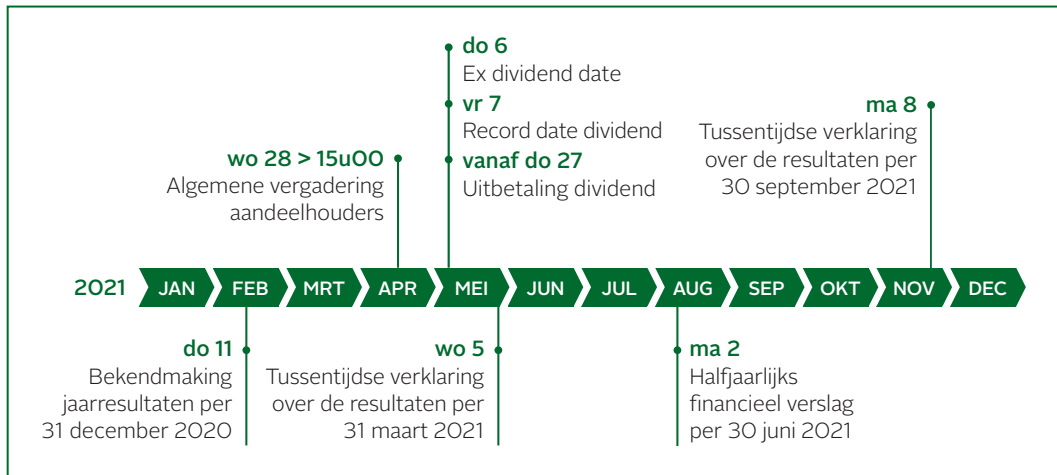 do 6
Ex dividend date
vr 7
Record date dividend
vanaf do 27
Uitbetaling dividend
wo 28 > 15u00
Algemene vergadering
aandeelhouders
ma 8
Tussentijdse verklaring
over de resultaten per
30 september 2021
2021 JAN FEB MRT APR MEI JUN JUL AUG SEP OKT NOV DEC
do 11
Bekendmaking
jaarresultaten per
31 december 2020
wo 5
Tussentijdse verklaring
over de resultaten per
31 maart 2021
ma 2
Halfjaarlijks
financieel verslag
per 30 juni 2021